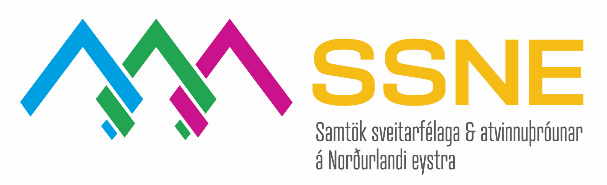 SSNE
Samtök sveitarfélaga & atvinnuþróunar
á Norðurlandi eystra